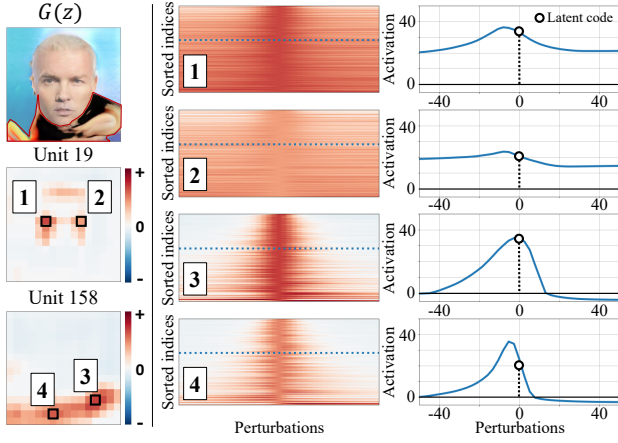 G(z)
Unit 19
1
2
+
0
-
Unit 158
4
3
+
0
-
Sorted indices
1
Sorted indices
2
Sorted indices
3
Sorted indices
4
Perturbations
Activation
40
0
Latent code
-40
0
40
Activation
40
0
-40
0
40
Activation
40
0
-40
0
40
Activation
40
0
-40
0
40
Perturbations